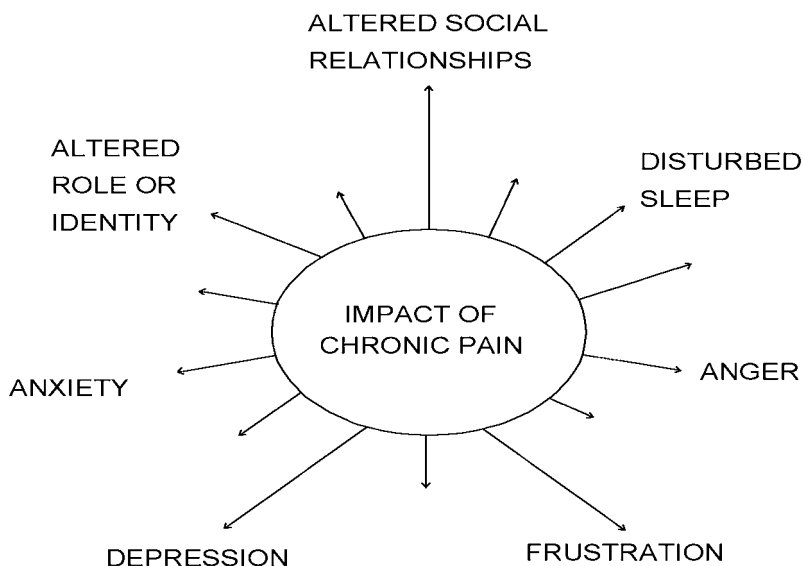 ALTERED SOCIAL
RELATIONSHIPS
ALTERED
ROLE OR
IDENTITY
DISTURBED
SLEEP
IMPACT OF
CHRONIC PAIN
ANXIETY
ANGER
DEPRESSION
FRUSTRATION